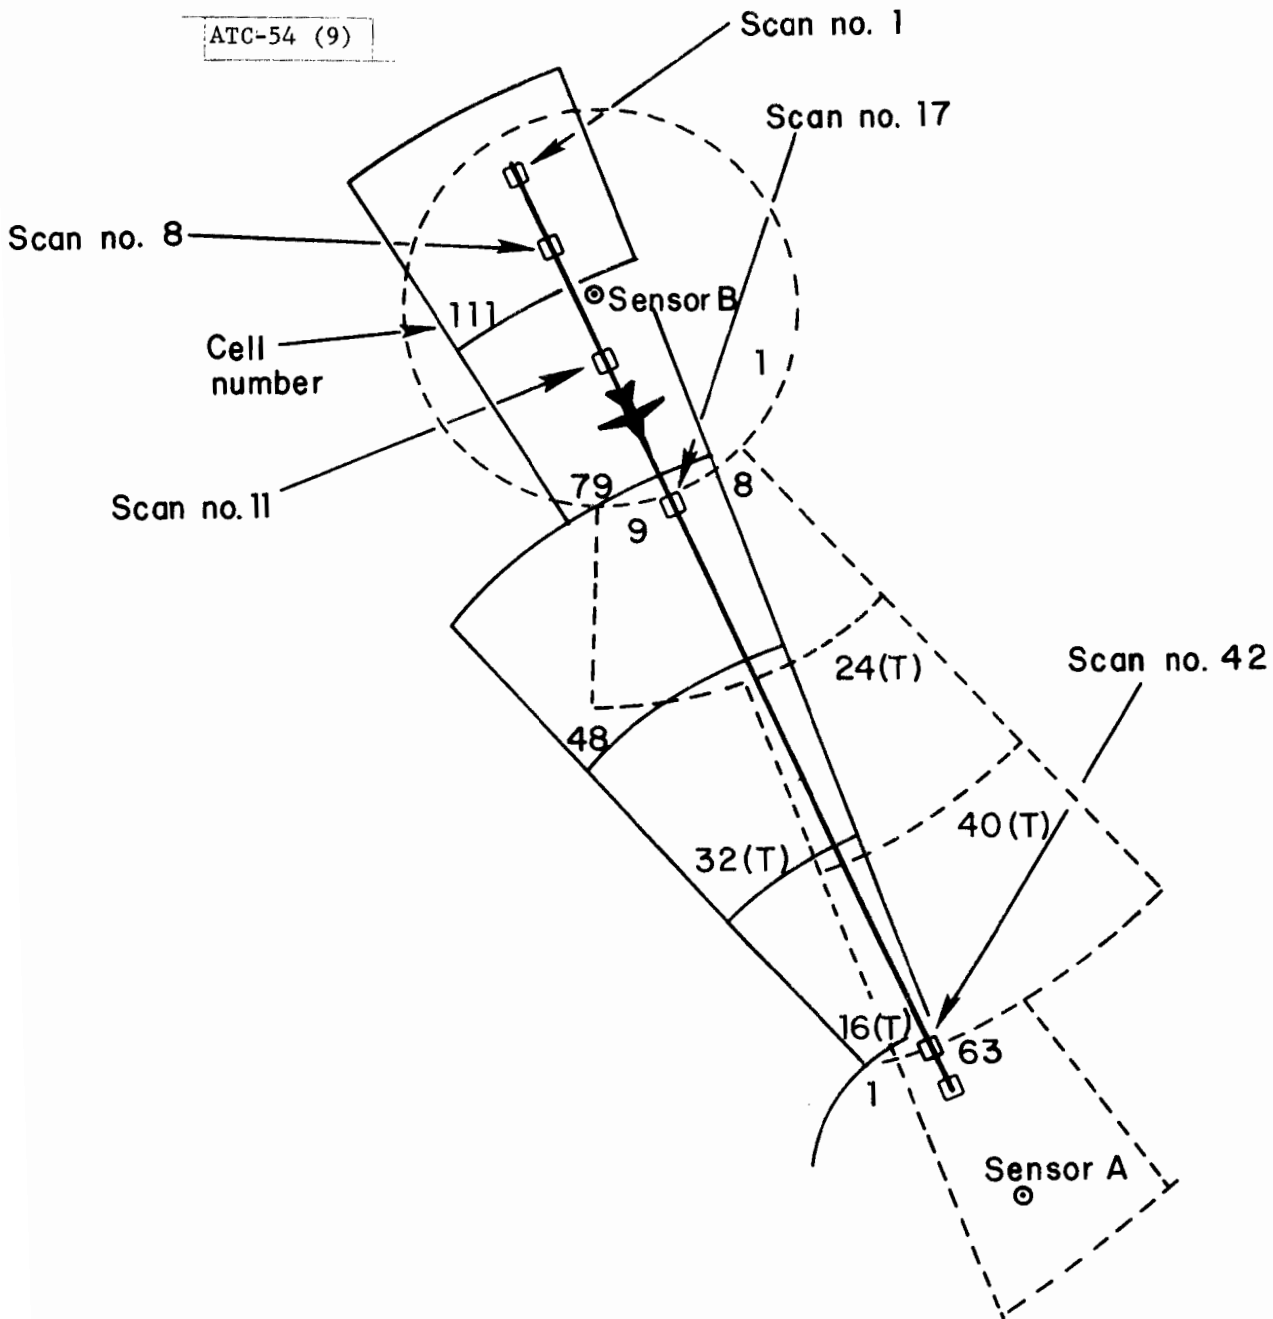 ATC-54 (9)
Scan no. 1
Scan no. 17
Scan no. 8
Sensor B
111
Cell
number
1
Scan no. 11
79
8
9
24(T)
Scan no. 42
48
40(T)
32(T)
16(T)
63
1
Sensor A